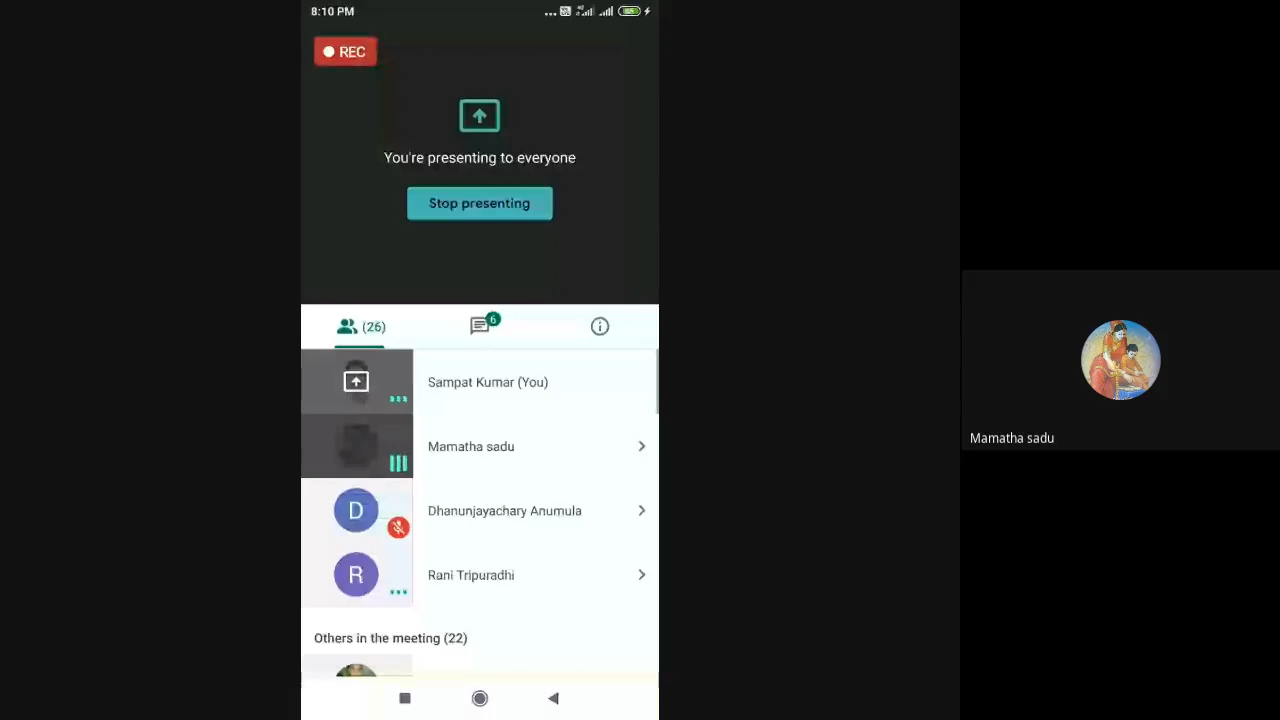 8:10 PM
REC
You're presenting to everyone
Stop presenting
(26)
6
Sampat Kumar (You)
Mamatha sadu
Dhanunjayachary Anumula
D
Rani Tripuradhi
R
Others in the meeting (22)
Mamatha sadu